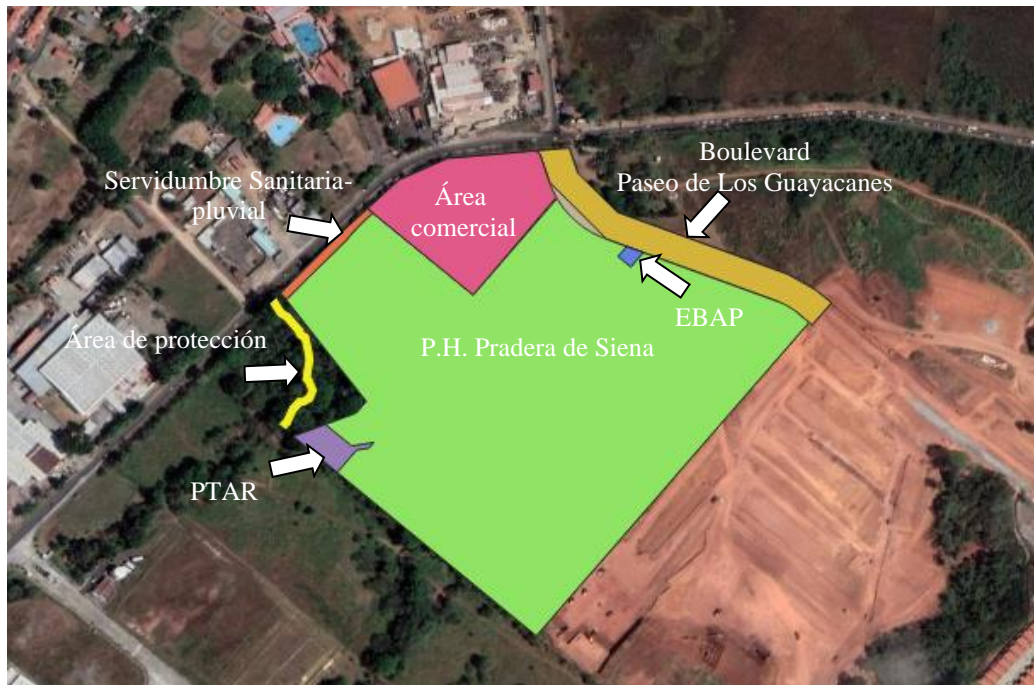 Boulevard
Paseo de Los Guayacanes
Servidumbre Sanitaria-
pluvial
Área
comercial
EBAP
Área de protección
P.H. Pradera de Siena
PTAR